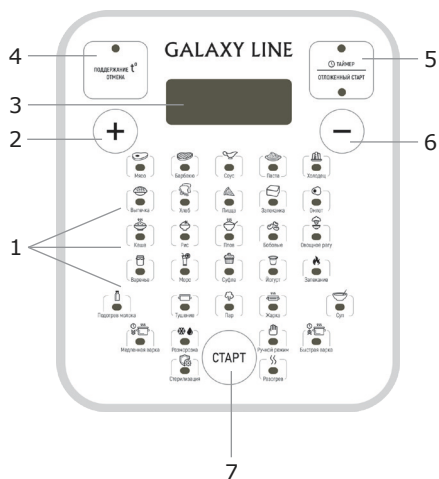 4
ПОДДЕРЖАНИЕ t°
ОТМЕНА
GALAXY LINE
ТАЙМЕР
ОТЛОЖЕННЫЙ СТАРТ
5
3
2
+
−
6
Мясо Барбекю Соус Паста Холодец
1
Выпечка Хлеб Пицца Запеканка Омлет
Каша Рис Плов Бобовые Овощное рагу
Варенье Морс Суфле Йогурт Запекание
Подогрев молока Тушение Пар Жарка Суп
Медленная варка Разморозка СТАРТ Ручной режим Быстрая варка
Стерилизация Разогрев
7